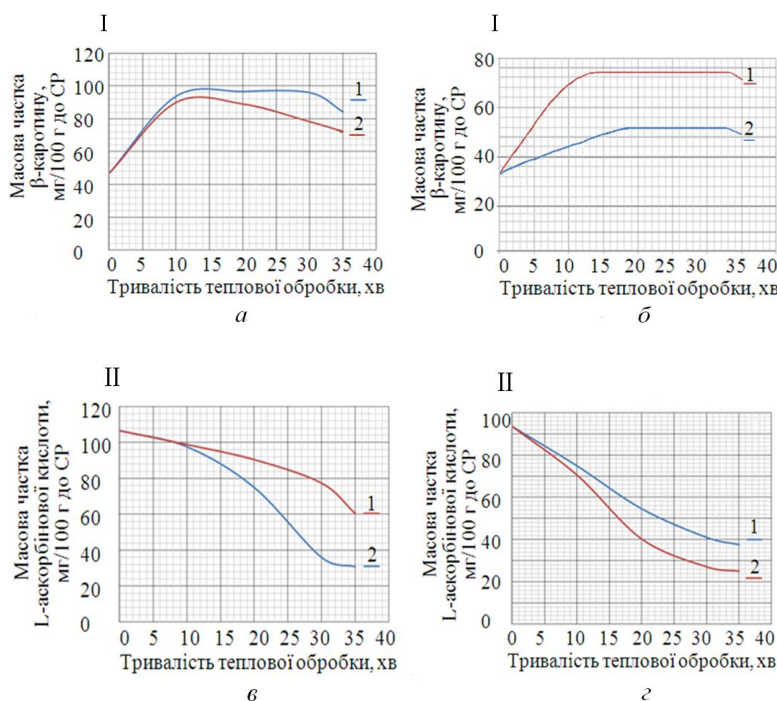 I
Масова частка
β-каротину,
мг/100 г до СР
120
100
80
60
40
20
0
1
2
0 5 10 15 20 25 30 35 40
Тривалість теплової обробки, хв
а
I
Масова частка
β-каротину,
мг/100 г до СР
80
60
40
20
0
1
2
0 5 10 15 20 25 30 35 40
Тривалість теплової обробки, хв
б
II
Масова частка
L-аскорбінової кислоти,
мг/100 г до СР
120
100
80
60
40
20
0
1
2
0 5 10 15 20 25 30 35 40
Тривалість теплової обробки, хв
в
II
Масова частка
L-аскорбінової кислоти,
мг/100 г до СР
100
80
60
40
20
0
1
2
0 5 10 15 20 25 30 35 40
Тривалість теплової обробки, хв
г